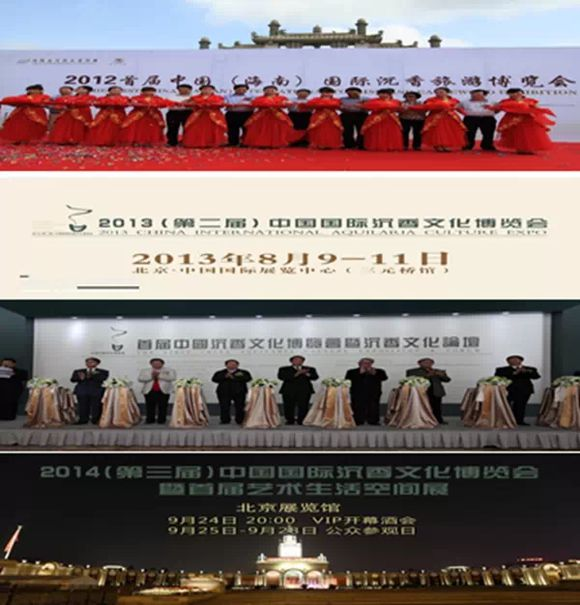 2012首届中国（海南）国际沉香旅游博览会
2013（第二届）中国国际沉香文化博览会
2013 CHINA INTERNATIONAL AQUILARIA CULTURE EXPO
2013年8月9-11日
北京·中国国际展览中心（三元桥馆）
首届中國沉香文化博覽會暨沉香文化論壇
2014（第三届）中国国际沉香文化博览会
暨首届艺术生活空间展
北京展览馆
9月24日 20:00 VIP开幕酒会
9月25日-9月28日 公众参观日